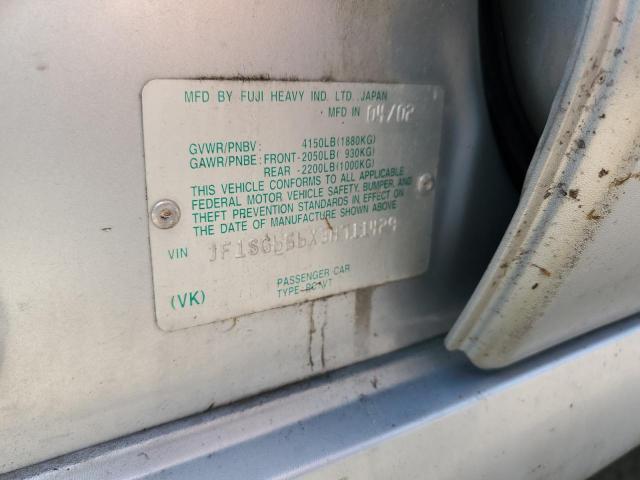 MFD BY FUJI HEAVY IND. LTD. JAPAN
MFD IN 04/02
GVWR/PNBV: 4150LB(1880KG)
GAWR/PNBE: FRONT-2050LB( 930KG)
REAR -2200LB(1000KG)
THIS VEHICLE CONFORMS TO ALL APPLICABLE
FEDERAL MOTOR VEHICLE SAFETY, BUMPER, AND
THEFT PREVENTION STANDARDS IN EFFECT ON
THE DATE OF MANUFACTURE SHOWN ABOVE
VIN
PASSENGER CAR
(VK) TYPE